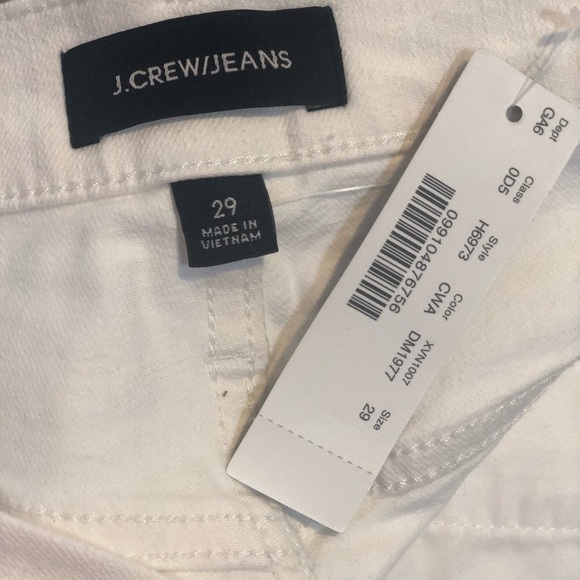 J.CREW/JEANS
29
MADE IN
VIETNAM
Dept Class Style Color XVN1007 Size
GA6 0D5 H6973 CWA DM1977 29
099104876756